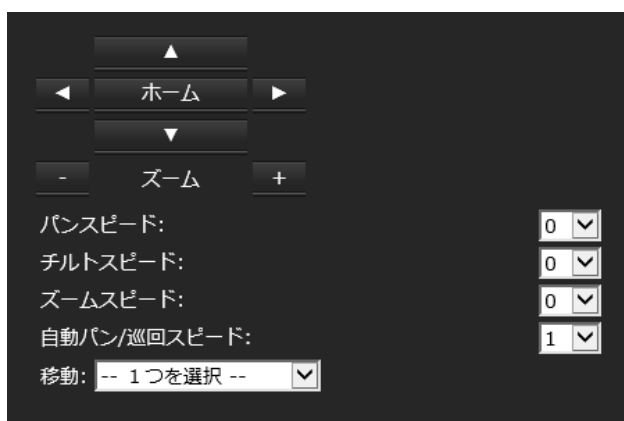 ▲
◄ ホーム ►
▼
- ズーム +
パンスピード: 0
チルトスピード: 0
ズームスピード: 0
自動パン/巡回スピード: 1
移動: -- 1つを選択 --